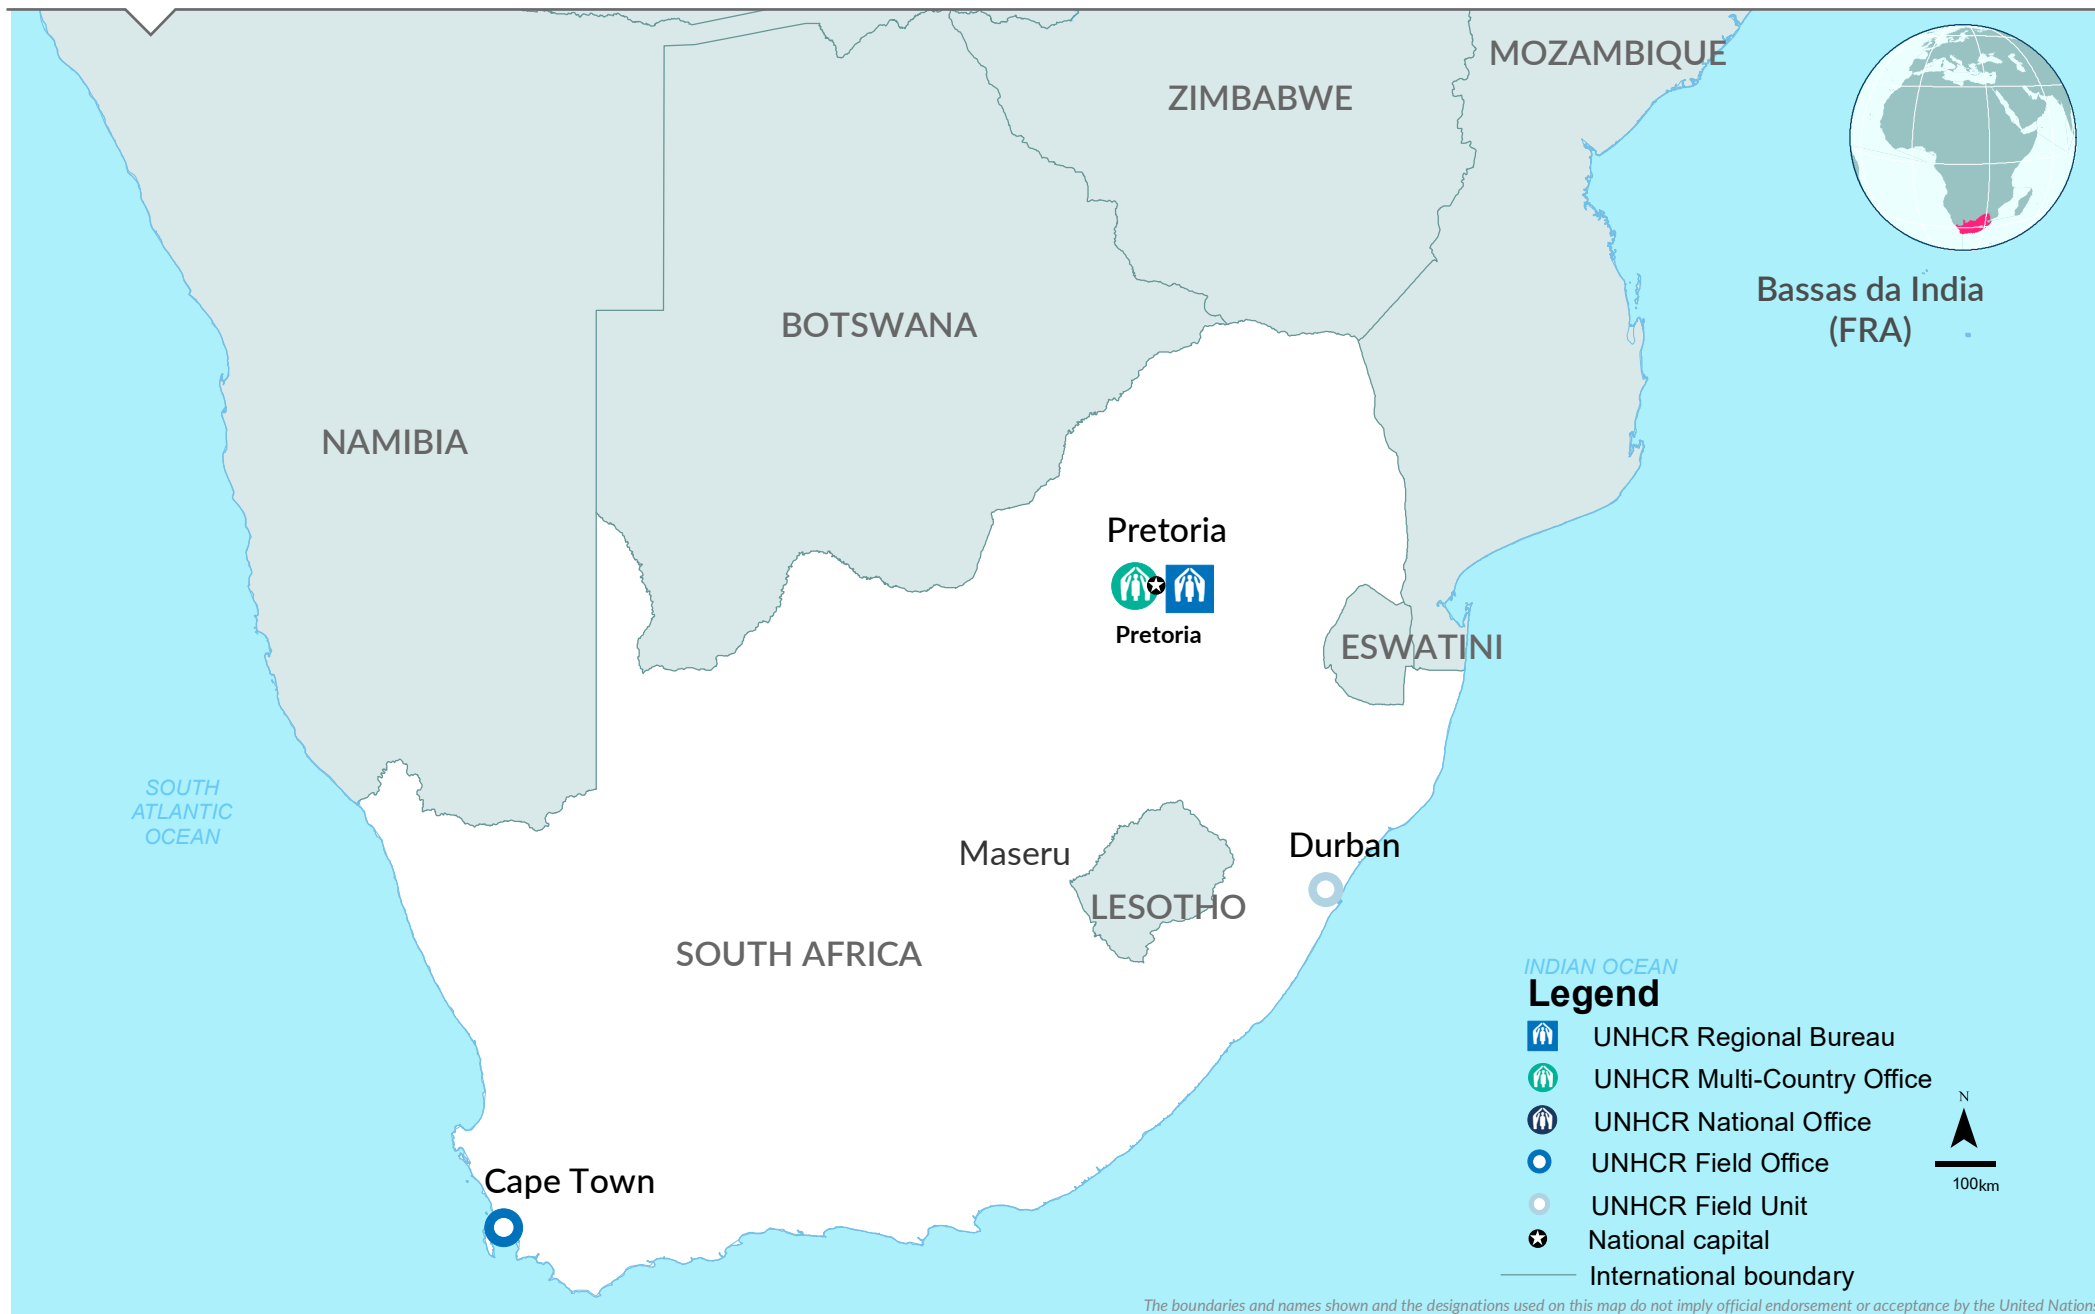 MOZAMBIQUE
ZIMBABWE
Bassas da India
(FRA)
BOTSWANA
NAMIBIA
Pretoria
Pretoria
ESWATINI
SOUTH
ATLANTIC
OCEAN
Maseru
Durban
LESOTHO
SOUTH AFRICA
INDIAN OCEAN
Legend
UNHCR Regional Bureau
UNHCR Multi-Country Office
UNHCR National Office
UNHCR Field Office
UNHCR Field Unit
National capital
International boundary
N
100km
Cape Town
The boundaries and names shown and the designations used on this map do not imply official endorsement or acceptance by the United Nation